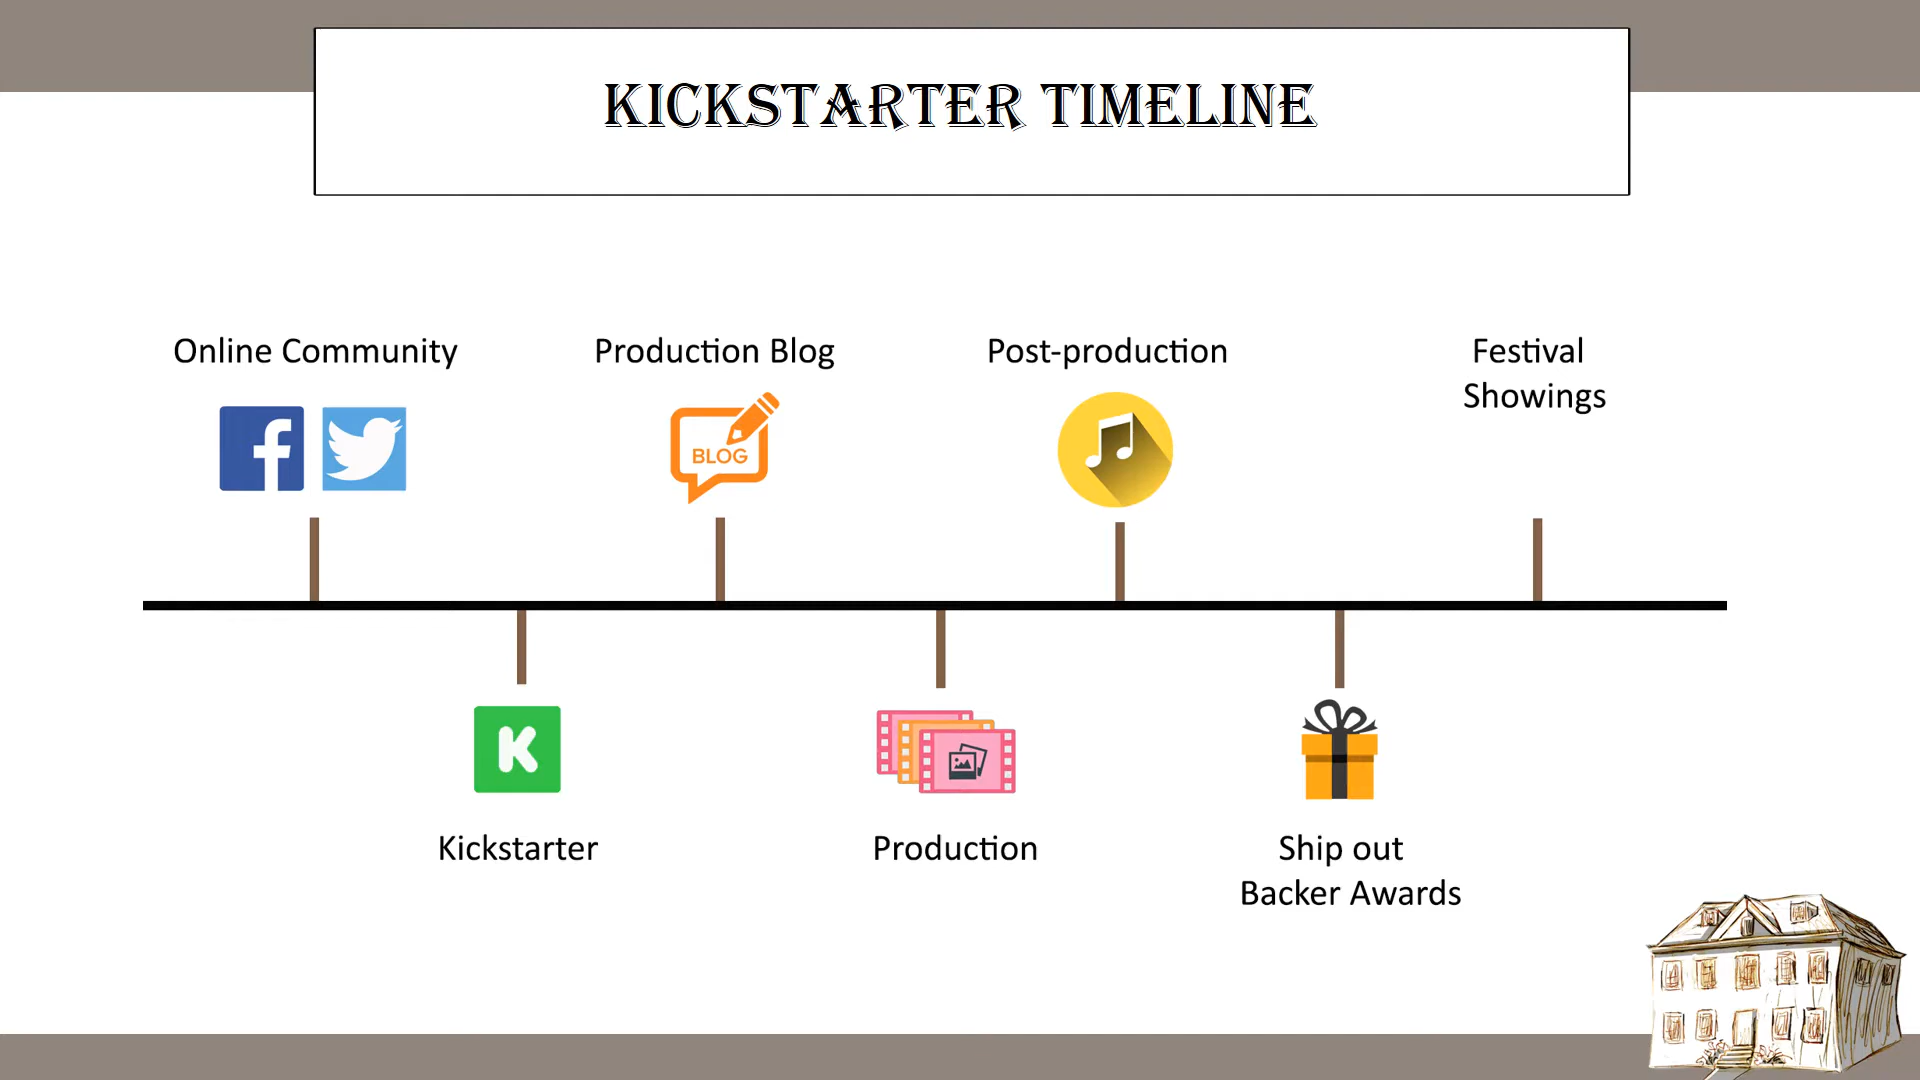 KICKSTARTER TIMELINE
Online Community
Production Blog
Post-production
Festival
Showings
BLOG
K
Kickstarter
Production
Ship out
Backer Awards